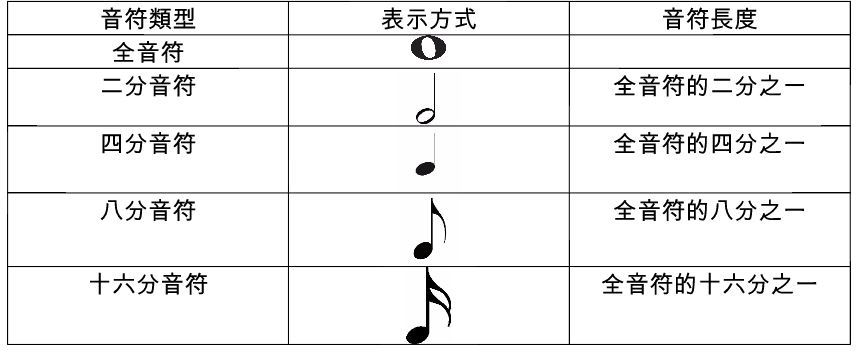 音符類型 表示方式 音符長度
全音符
二分音符 全音符的二分之一
四分音符 全音符的四分之一
八分音符 全音符的八分之一
十六分音符 全音符的十六分之一